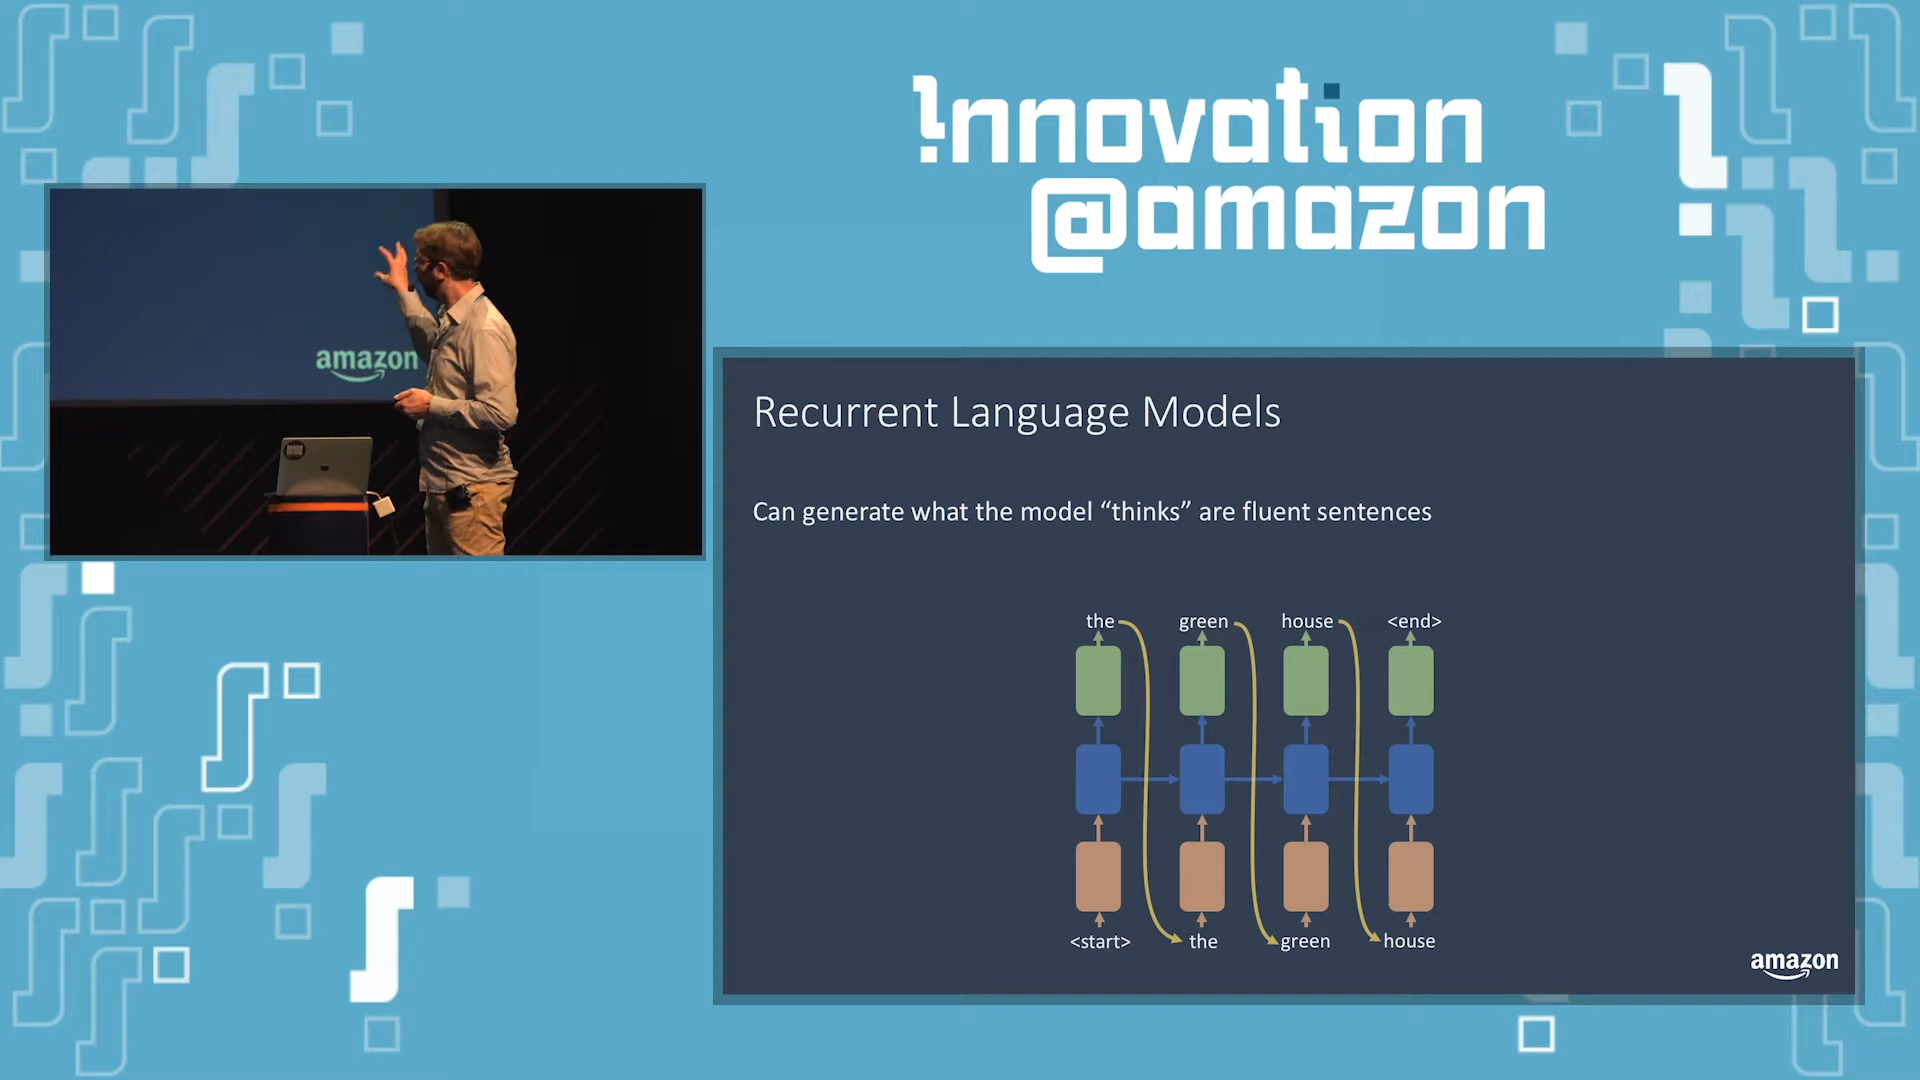 innovation
@amazon
amazon
Recurrent Language Models
Can generate what the model “thinks” are fluent sentences
the green house <end>
<start> the green house
amazon